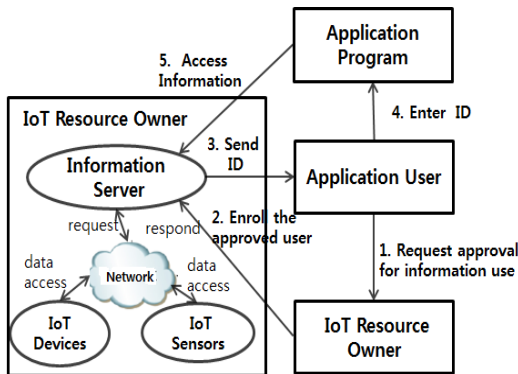 Application
Program
5. Access
Information
IoT Resource Owner
4. Enter ID
3. Send
ID
Information
Server
Application User
2. Enroll the
approved user
request
respond
1. Request approval
for information use
data
access
Network
data
access
IoT
Devices
IoT
Sensors
IoT Resource
Owner